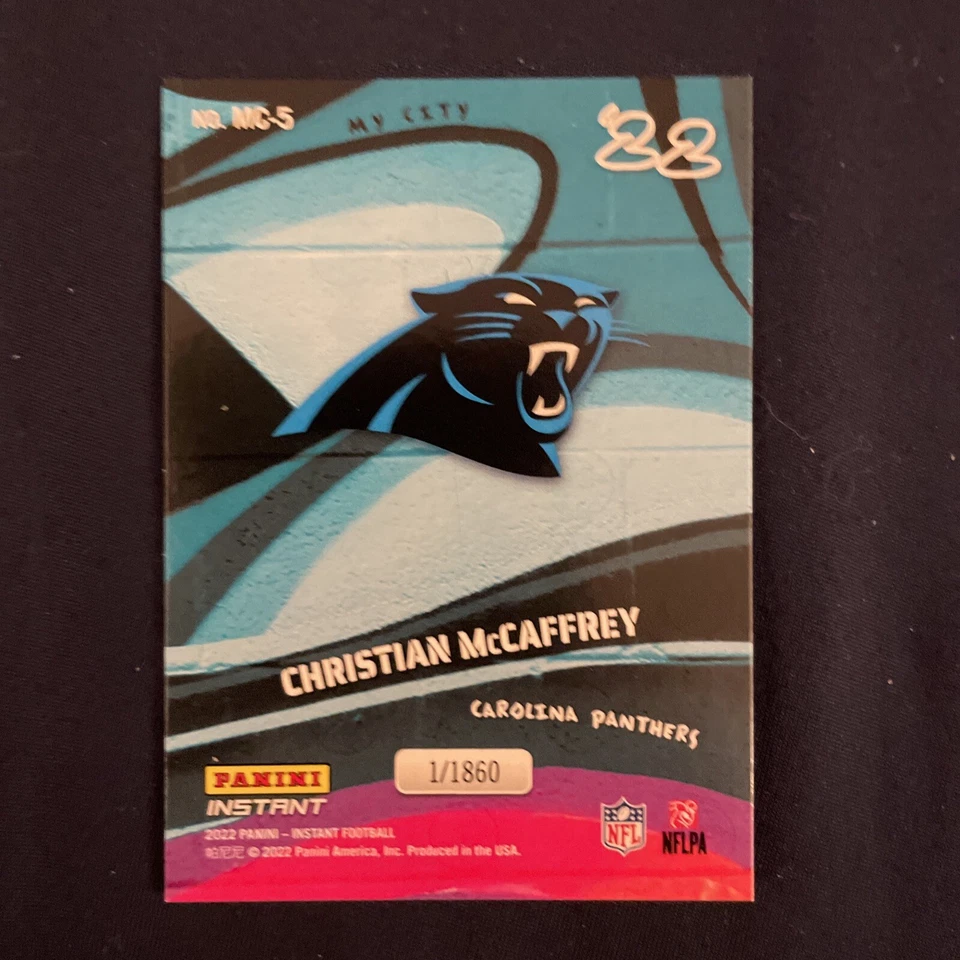 NO. MC-5
MY CITY
'88
CHRISTIAN McCAFFREY
CAROLINA PANTHERS
1/1860
PANINI
INSTANT
2022 PANINI – INSTANT FOOTBALL
帕尼尼 © 2022 Panini America, Inc. Produced in the USA.
NFL
NFLPA